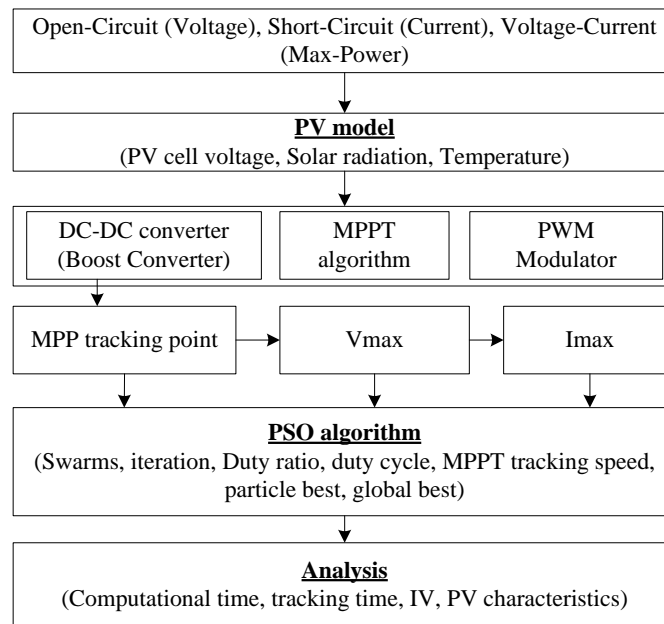 Open-Circuit (Voltage), Short-Circuit (Current), Voltage-Current
(Max-Power)
PV model
(PV cell voltage, Solar radiation, Temperature)
DC-DC converter
(Boost Converter)
MPPT
algorithm
PWM
Modulator
MPP tracking point
Vmax
Imax
PSO algorithm
(Swarms, iteration, Duty ratio, duty cycle, MPPT tracking speed,
particle best, global best)
Analysis
(Computational time, tracking time, IV, PV characteristics)